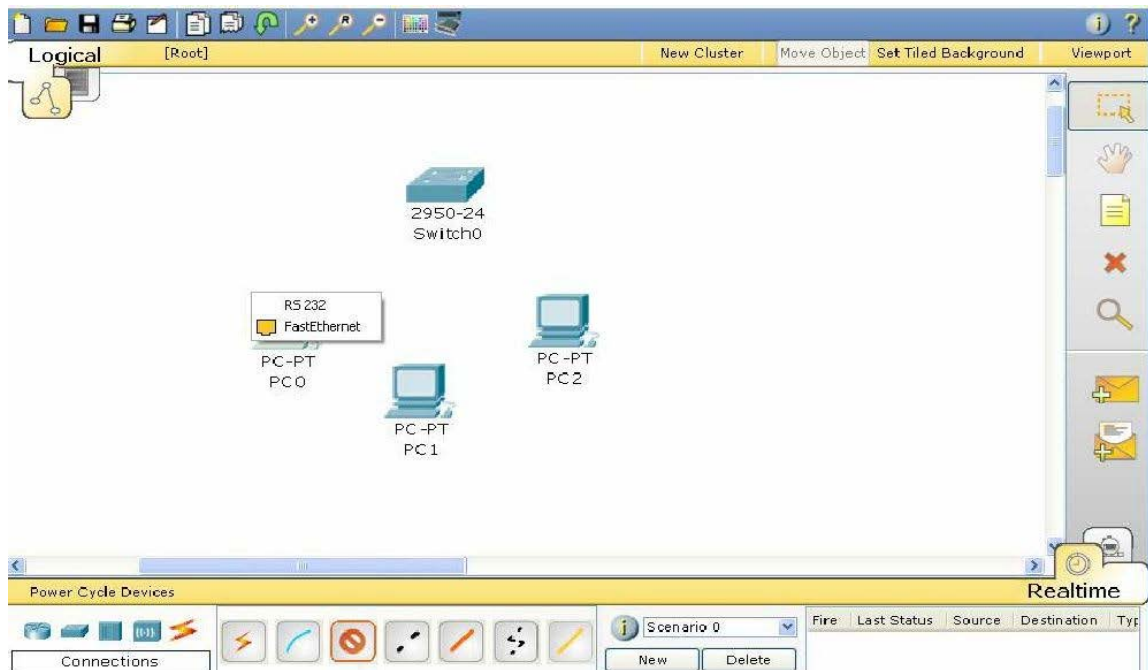 Logical [Root] New Cluster Move Object Set Tiled Background Viewport
2950-24
Switch0
RS 232
FastEthernet
PC-PT
PC0
PC-PT
PC2
PC-PT
PC1
Power Cycle Devices Realtime
Scenario 0 Fire Last Status Source Destination Typ
Connections New Delete